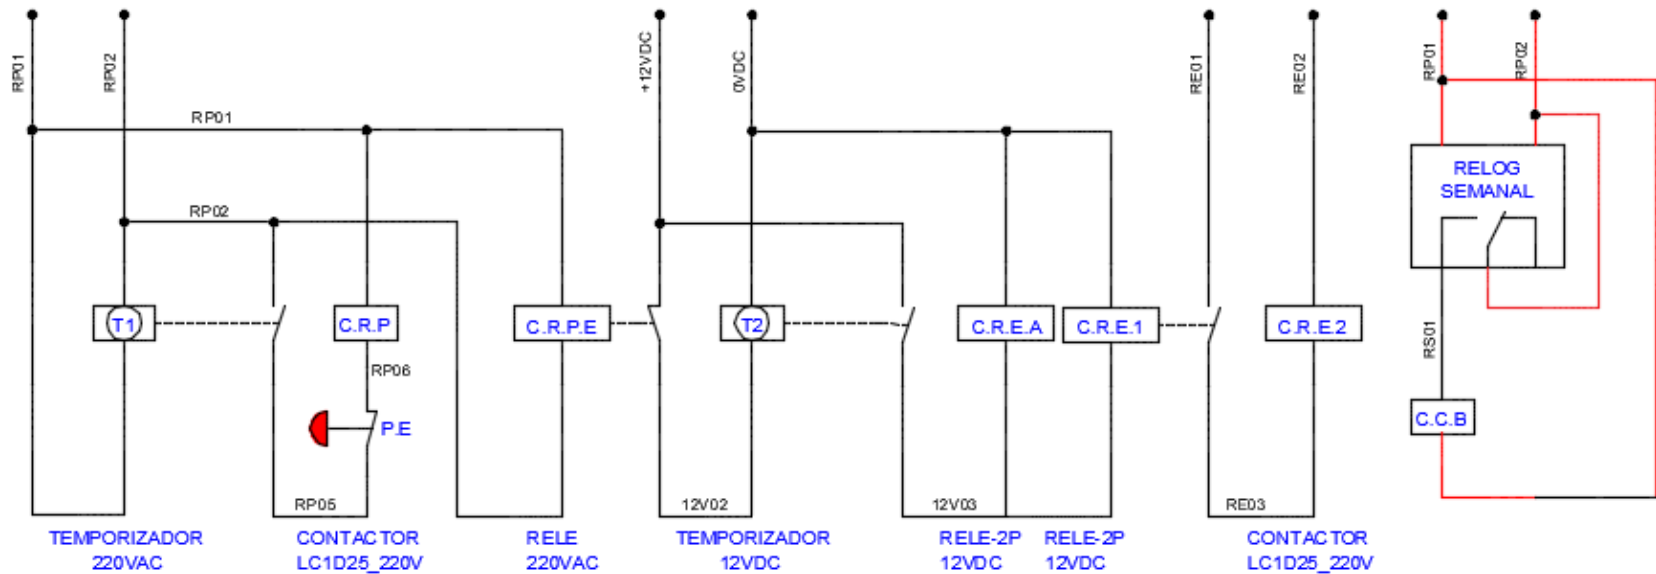 RP01
RP02
+12VDC
0VDC
RE01
RE02
RP01
RP02
RP01
RP02
RELOG
SEMANAL
T1
C.R.P
C.R.P.E
T2
C.R.E.A
C.R.E.1
C.R.E.2
RP06
RS01
P.E
C.C.B
RP05
12V02
12V03
RE03
TEMPORIZADOR
220VAC
CONTACTOR
LC1D25_220V
RELE
220VAC
TEMPORIZADOR
12VDC
RELE-2P
12VDC
RELE-2P
12VDC
CONTACTOR
LC1D25_220V